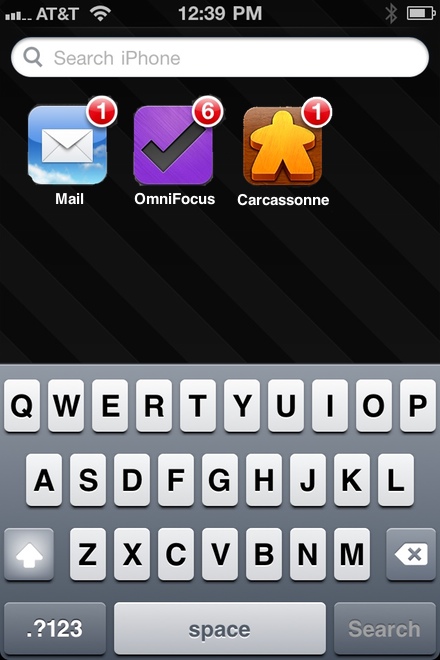 AT&T 12:39 PM
Search iPhone
1 6 1
Mail OmniFocus Carcassonne
Q W E R T Y U I O P
A S D F G H J K L
Z X C V B N M
.?123 space Search